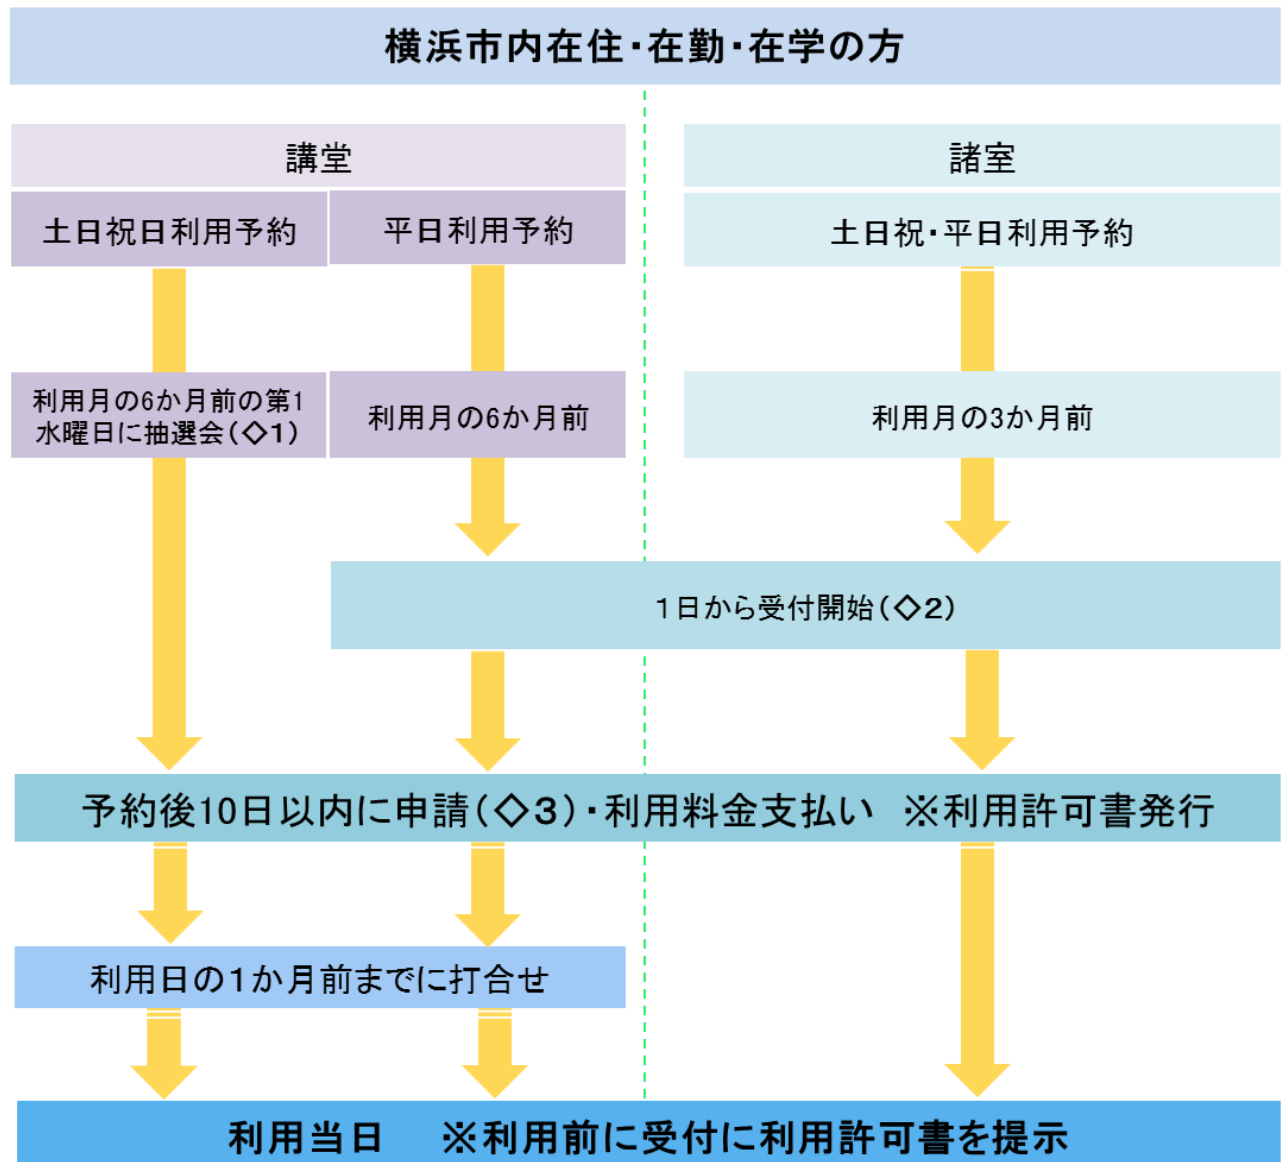 横浜市内在住・在勤・在学の方
講堂
諸室
土日祝日利用予約
平日利用予約
土日祝・平日利用予約
利用月の6か月前の第1
水曜日に抽選会(◇1)
利用月の6か月前
利用月の3か月前
1日から受付開始(◇2)
予約後10日以内に申請(◇3)・利用料金支払い ※利用許可書発行
利用日の1か月前までに打合せ
利用当日 ※利用前に受付に利用許可書を提示